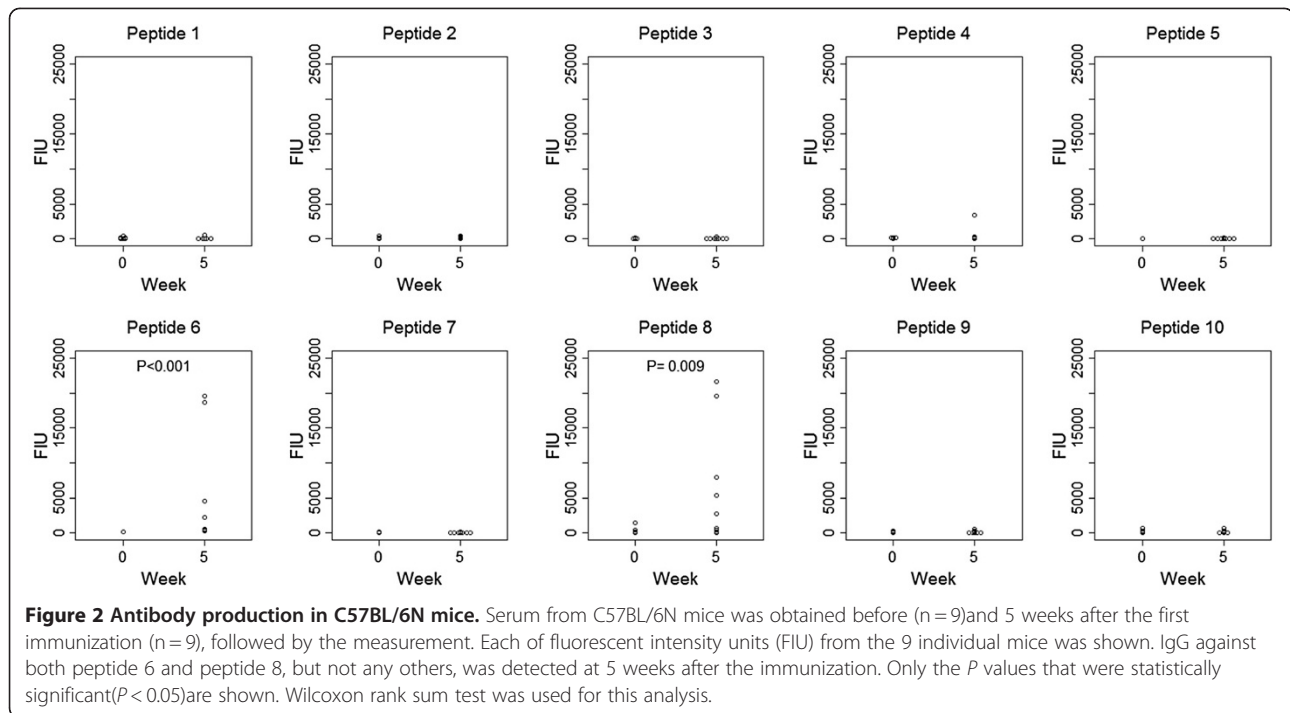 Peptide 1 Peptide 2 Peptide 3 Peptide 4 Peptide 5
FIU 0 5000 15000 25000
0 5
Week
FIU 0 5000 15000 25000
0 5
Week
FIU 0 5000 15000 25000
0 5
Week
FIU 0 5000 15000 25000
0 5
Week
FIU 0 5000 15000 25000
0 5
Week
Peptide 6 Peptide 7 Peptide 8 Peptide 9 Peptide 10
P<0.001
FIU 0 5000 15000 25000
0 5
Week
FIU 0 5000 15000 25000
0 5
Week
P= 0.009
FIU 0 5000 15000 25000
0 5
Week
FIU 0 5000 15000 25000
0 5
Week
FIU 0 5000 15000 25000
0 5
Week
Figure 2 Antibody production in C57BL/6N mice. Serum from C57BL/6N mice was obtained before (n = 9)and 5 weeks after the first
immunization (n = 9), followed by the measurement. Each of fluorescent intensity units (FIU) from the 9 individual mice was shown. IgG against
both peptide 6 and peptide 8, but not any others, was detected at 5 weeks after the immunization. Only the P values that were statistically
significant(P < 0.05)are shown. Wilcoxon rank sum test was used for this analysis.